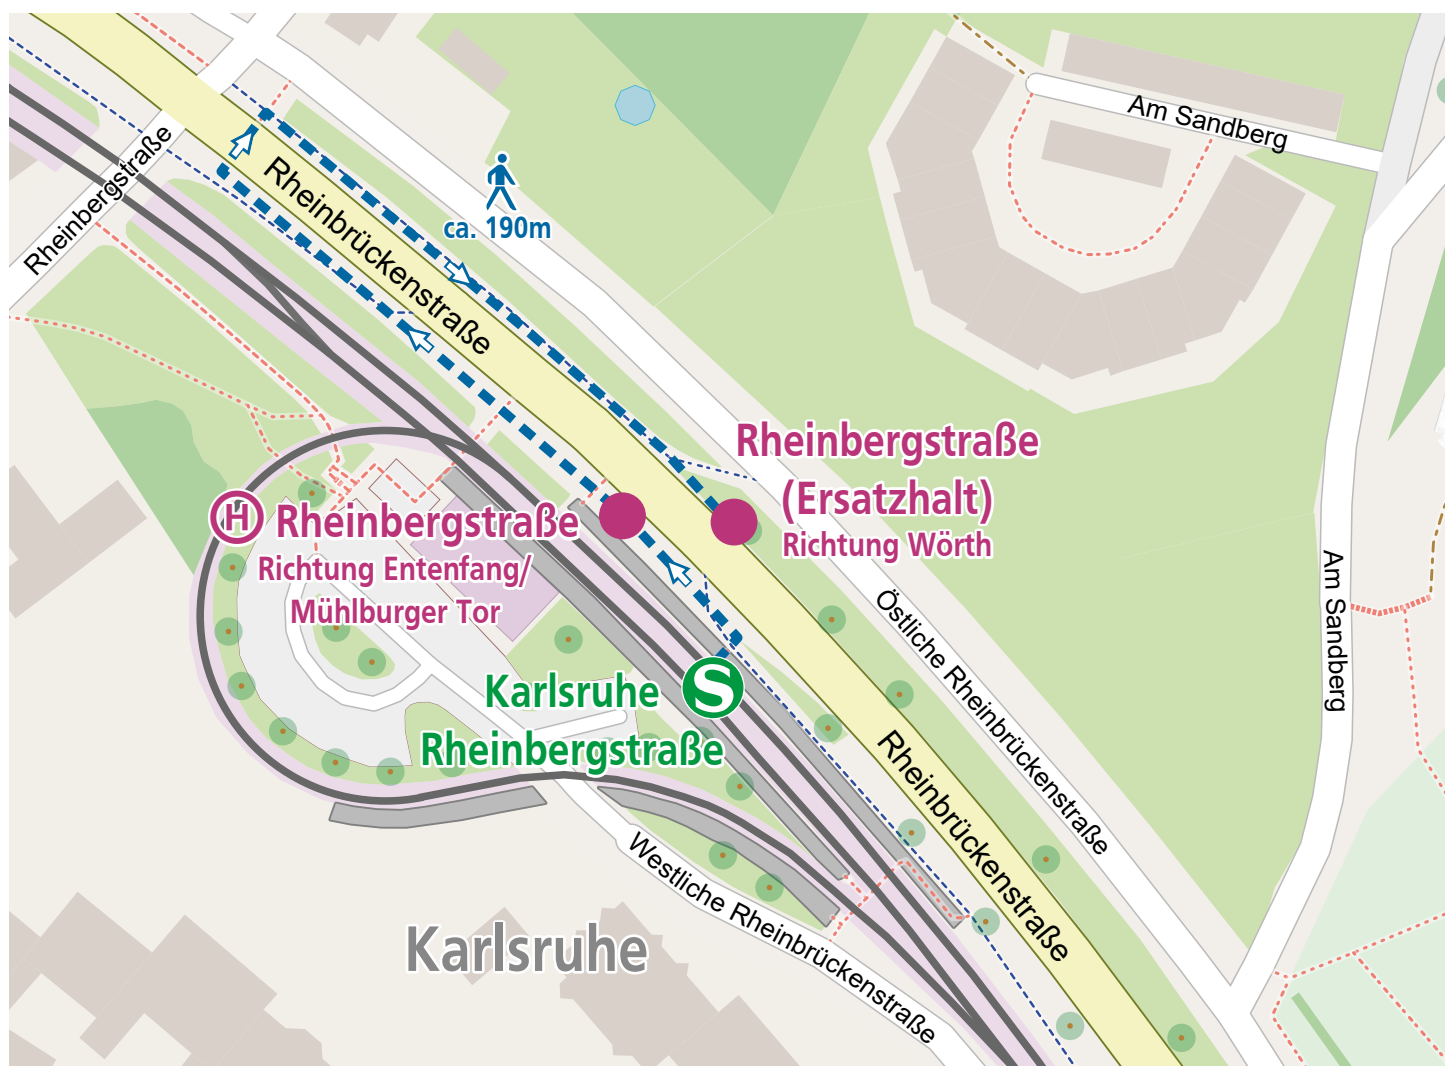 Am Sandberg
Rheinbergstraße
Rheinbrückenstraße
ca. 190m
Rheinbergstraße
(Ersatzhalt)
Richtung Wörth
H Rheinbergstraße
Richtung Entenfang/
Mühlburger Tor
Am Sandberg
Östliche Rheinbrückenstraße
S
Karlsruhe
Rheinbergstraße
Rheinbrückenstraße
Westliche Rheinbrückenstraße
Karlsruhe